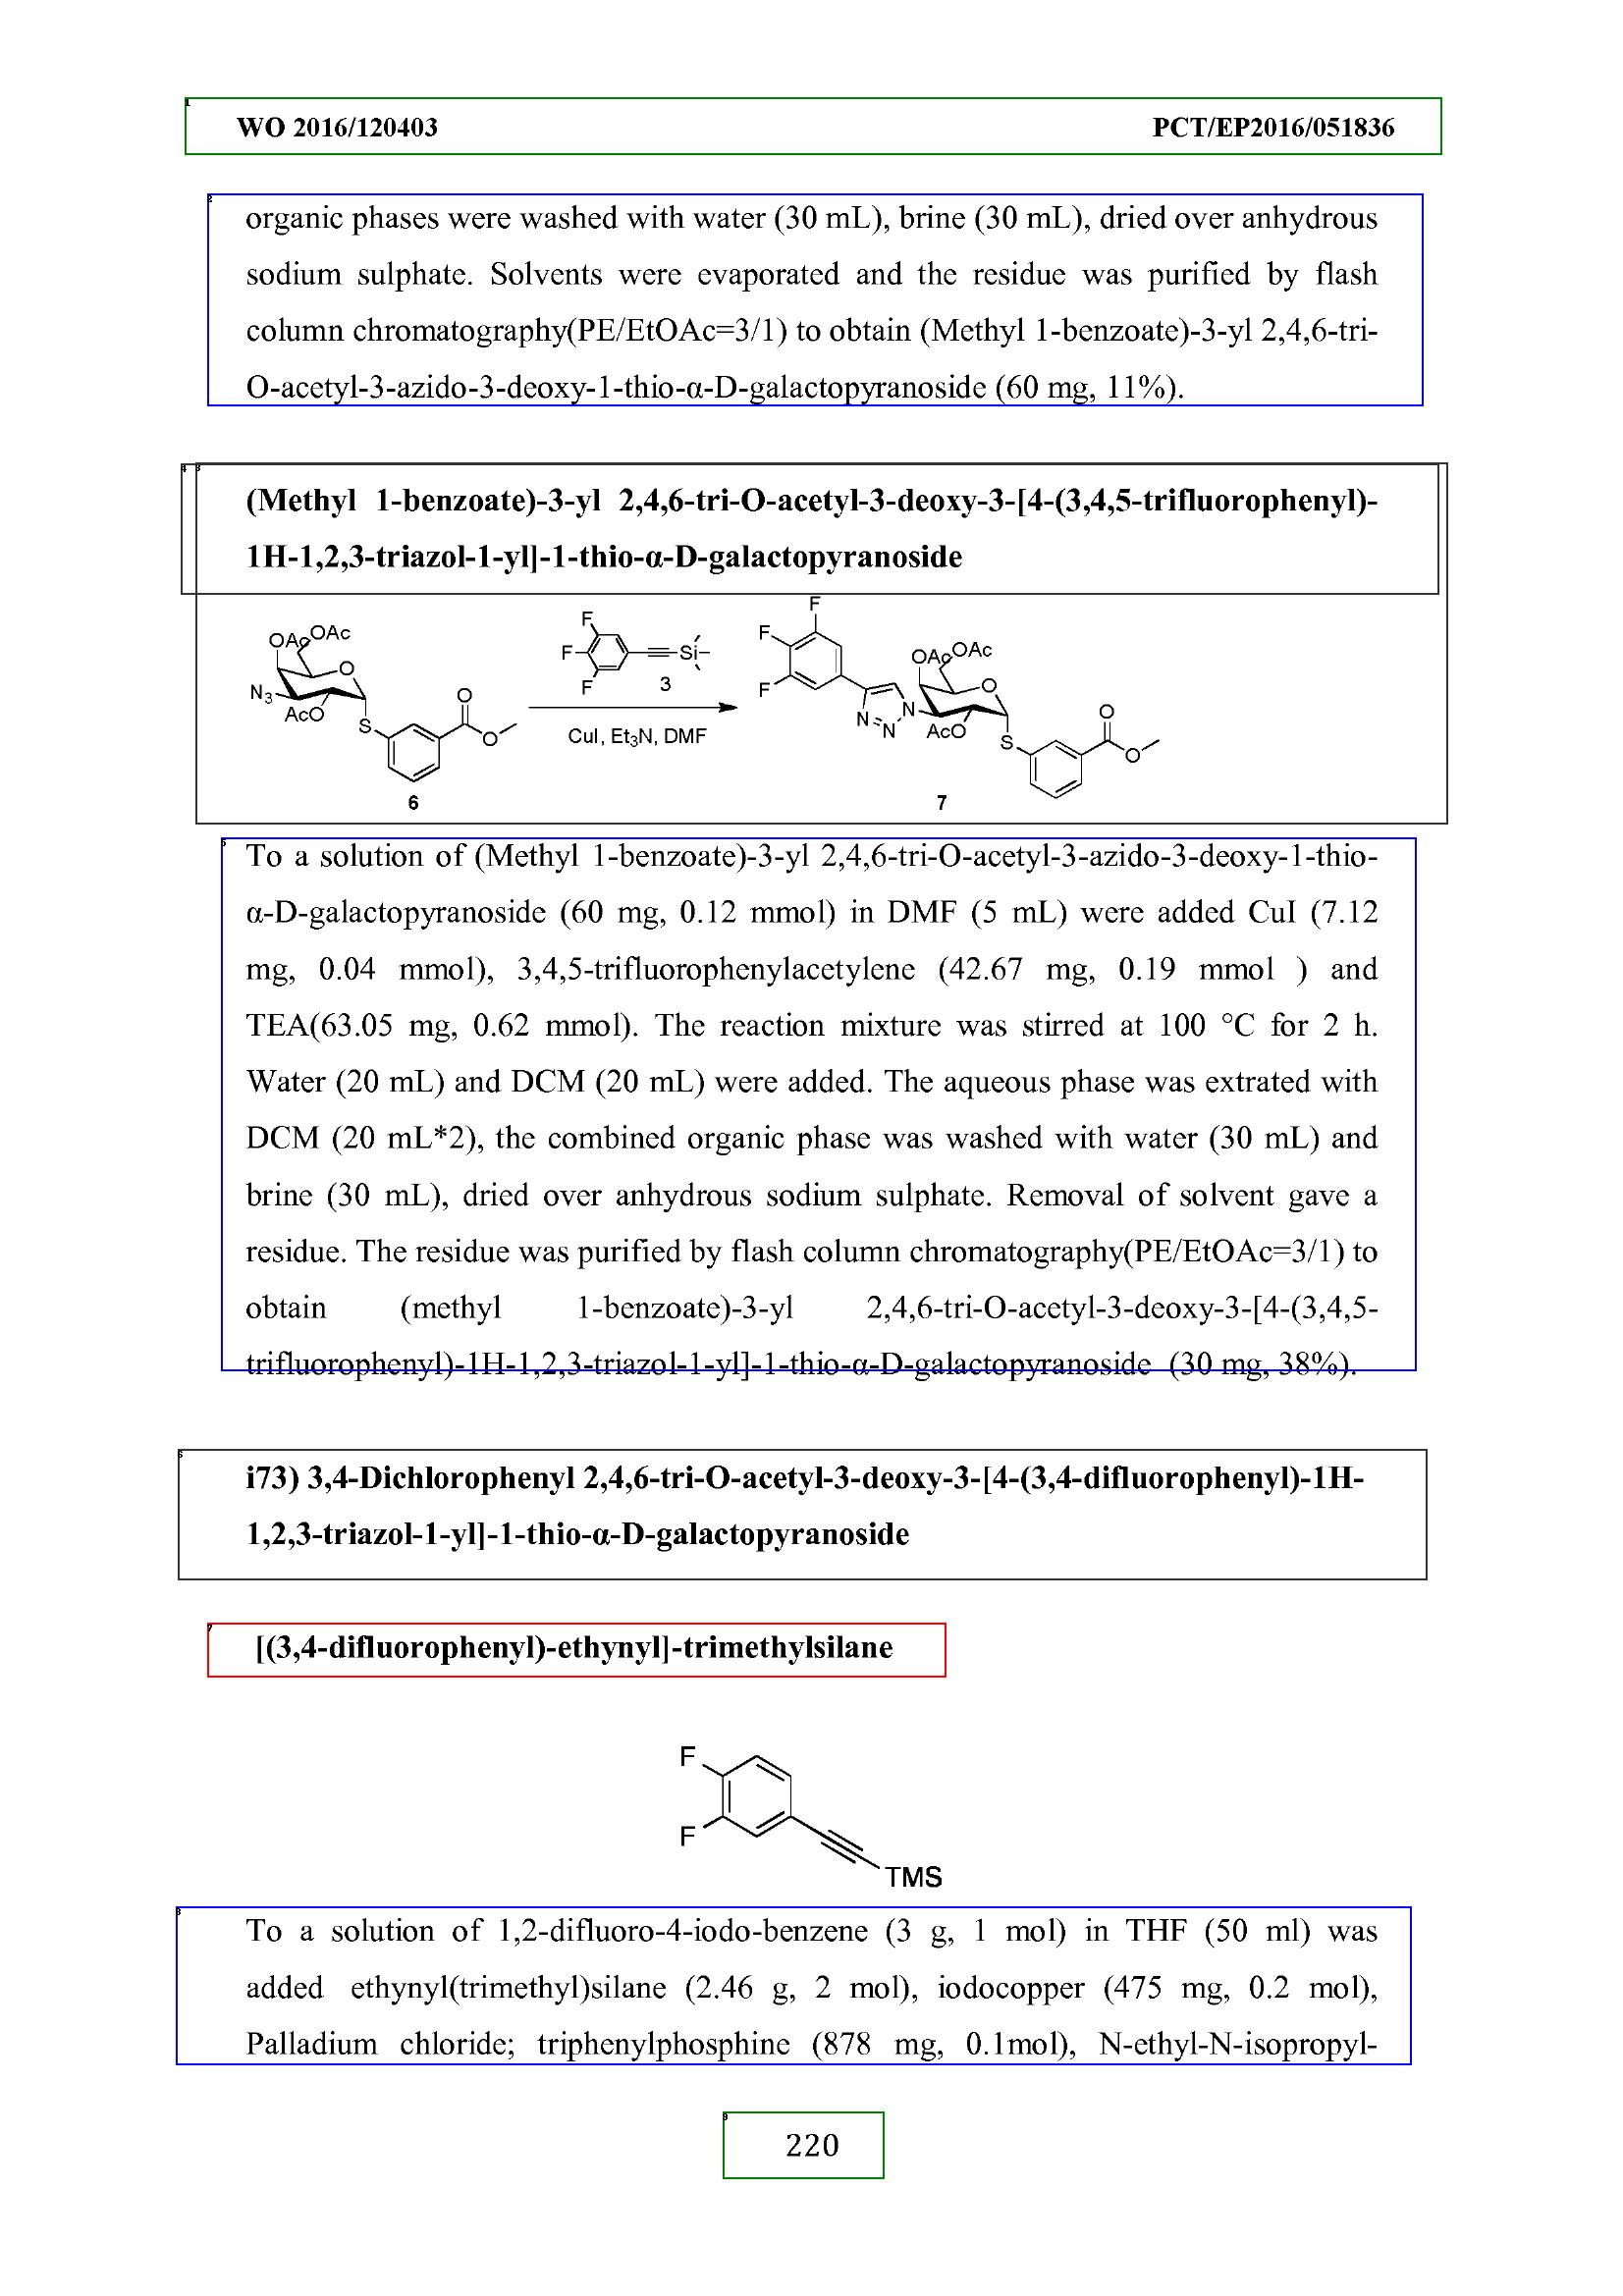 WO 2016/120403 PCT/EP2016/051836
organic phases were washed with water (30 mL), brine (30 mL), dried over anhydrous
sodium sulphate. Solvents were evaporated and the residue was purified by flash
column chromatography(PE/EtOAc=3/1) to obtain (Methyl 1-benzoate)-3-yl 2,4,6-tri-
O-acetyl-3-azido-3-deoxy-1-thio-α-D-galactopyranoside (60 mg, 11%).
(Methyl 1-benzoate)-3-yl 2,4,6-tri-O-acetyl-3-deoxy-3-[4-(3,4,5-trifluorophenyl)-
1H-1,2,3-triazol-1-yl]-1-thio-α-D-galactopyranoside
OAc OAc
O
N3
AcO
S
O
O
6
F
F
F
Si
3
CuI, Et3N, DMF
F
F
F
OAc OAc
O
N
N
N
AcO
S
O
O
7
To a solution of (Methyl 1-benzoate)-3-yl 2,4,6-tri-O-acetyl-3-azido-3-deoxy-1-thio-
α-D-galactopyranoside (60 mg, 0.12 mmol) in DMF (5 mL) were added CuI (7.12
mg, 0.04 mmol), 3,4,5-trifluorophenylacetylene (42.67 mg, 0.19 mmol ) and
TEA(63.05 mg, 0.62 mmol). The reaction mixture was stirred at 100 °C for 2 h.
Water (20 mL) and DCM (20 mL) were added. The aqueous phase was extrated with
DCM (20 mL*2), the combined organic phase was washed with water (30 mL) and
brine (30 mL), dried over anhydrous sodium sulphate. Removal of solvent gave a
residue. The residue was purified by flash column chromatography(PE/EtOAc=3/1) to
obtain (methyl 1-benzoate)-3-yl 2,4,6-tri-O-acetyl-3-deoxy-3-[4-(3,4,5-
trifluorophenyl)-1H-1,2,3-triazol-1-yl]-1-thio-α-D-galactopyranoside (30 mg, 38%).
i73) 3,4-Dichlorophenyl 2,4,6-tri-O-acetyl-3-deoxy-3-[4-(3,4-difluorophenyl)-1H-
1,2,3-triazol-1-yl]-1-thio-α-D-galactopyranoside
[(3,4-difluorophenyl)-ethynyl]-trimethylsilane
F
F
TMS
To a solution of 1,2-difluoro-4-iodo-benzene (3 g, 1 mol) in THF (50 ml) was
added ethynyl(trimethyl)silane (2.46 g, 2 mol), iodocopper (475 mg, 0.2 mol),
Palladium chloride; triphenylphosphine (878 mg, 0.1mol), N-ethyl-N-isopropyl-
220